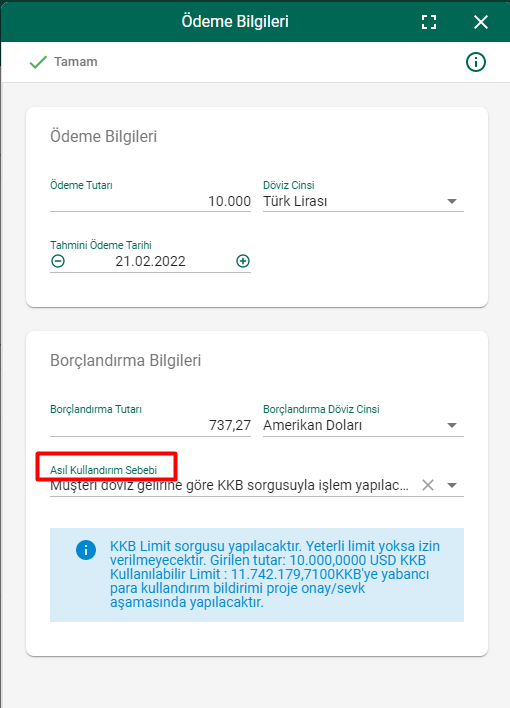 Ödeme Bilgileri
Tamam
Ödeme Bilgileri
Ödeme Tutarı
Döviz Cinsi
10.000
Türk Lirası
Tahmini Ödeme Tarihi
21.02.2022
Borçlandırma Bilgileri
Borçlandırma Tutarı
Borçlandırma Döviz Cinsi
737,27
Amerikan Doları
Asıl Kullandırım Sebebi
Müşteri döviz gelirine göre KKB sorgusuyla işlem yapılac...
KKB Limit sorgusu yapılacaktır. Yeterli limit yoksa izin
verilmeyecektir. Girilen tutar: 10.000,0000 USD KKB
Kullanılabilir Limit : 11.742.179,7100KKB'ye yabancı
para kullandırım bildirimi proje onay/sevk
aşamasında yapılacaktır.